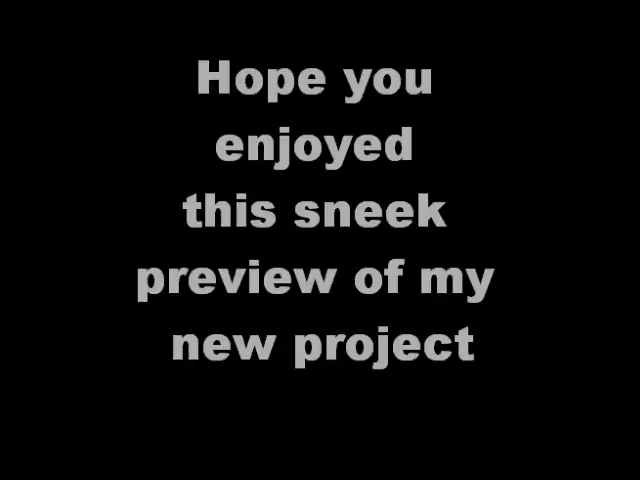 Hope you
enjoyed
this sneek
preview of my
new project